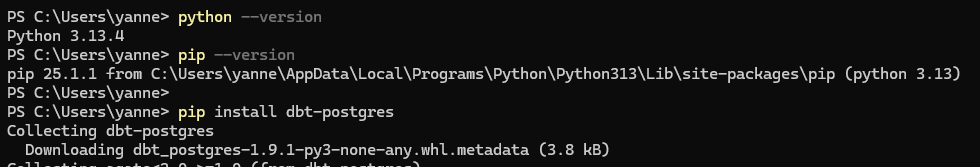 PS C:\Users\yanne> python --version
Python 3.13.4
PS C:\Users\yanne> pip --version
pip 25.1.1 from C:\Users\yanne\AppData\Local\Programs\Python\Python313\Lib\site-packages\pip (python 3.13)
PS C:\Users\yanne>
PS C:\Users\yanne> pip install dbt-postgres
Collecting dbt-postgres
  Downloading dbt_postgres-1.9.1-py3-none-any.whl.metadata (3.8 kB)